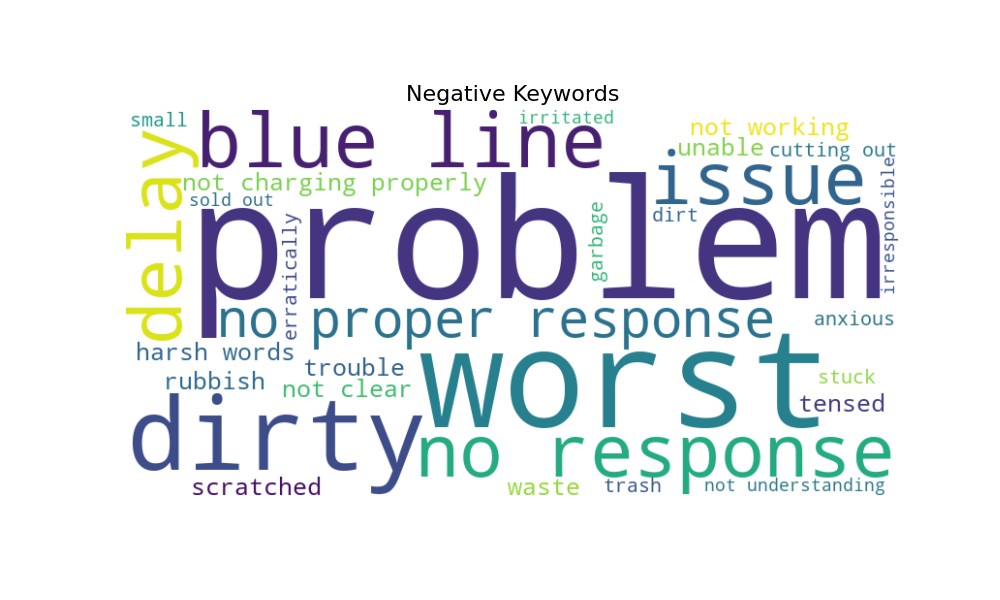 Negative Keywords
small
blue line
irritated
not working
unable
cutting out
delay
not charging properly
issue
sold out
dirt
irresponsible
problem
erratically
garbage
no proper response
anxious
harsh words
trouble
worst
rubbish
not clear
stuck
tensed
dirty
no response
scratched
waste
trash
not understanding